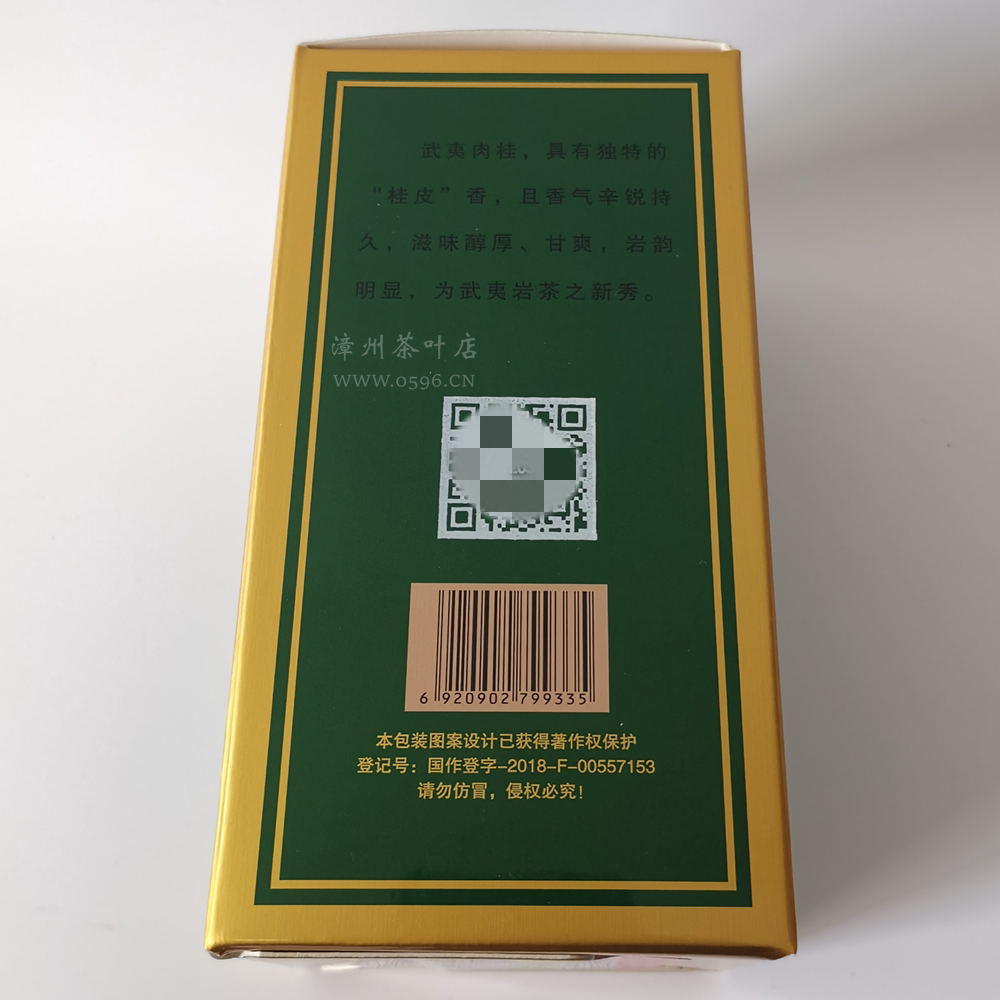 武夷肉桂，具有独特的
“桂皮”香，且香气辛锐持
久，滋味醇厚、甘爽，岩韵
明显，为武夷岩茶之新秀。
漳州茶叶店
WWW.0596.CN
6 920902 799335
本包装图案设计已获得著作权保护
登记号：国作登字-2018-F-00557153
请勿仿冒，侵权必究！